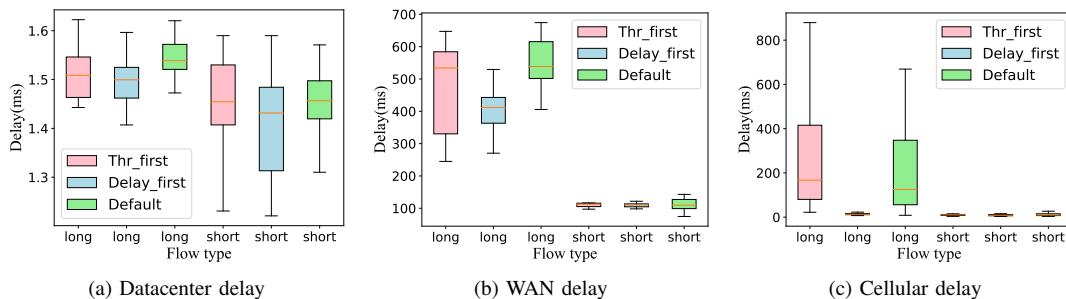 Delay(ms)
1.6
1.5
1.4
1.3
Thr_first
Delay_first
Default
long long long short short short
Flow type
(a) Datacenter delay
Delay(ms)
700
600
500
400
300
200
100
Thr_first
Delay_first
Default
long long long short short short
Flow type
(b) WAN delay
Delay(ms)
800
600
400
200
0
Thr_first
Delay_first
Default
long long long short short short
Flow type
(c) Cellular delay